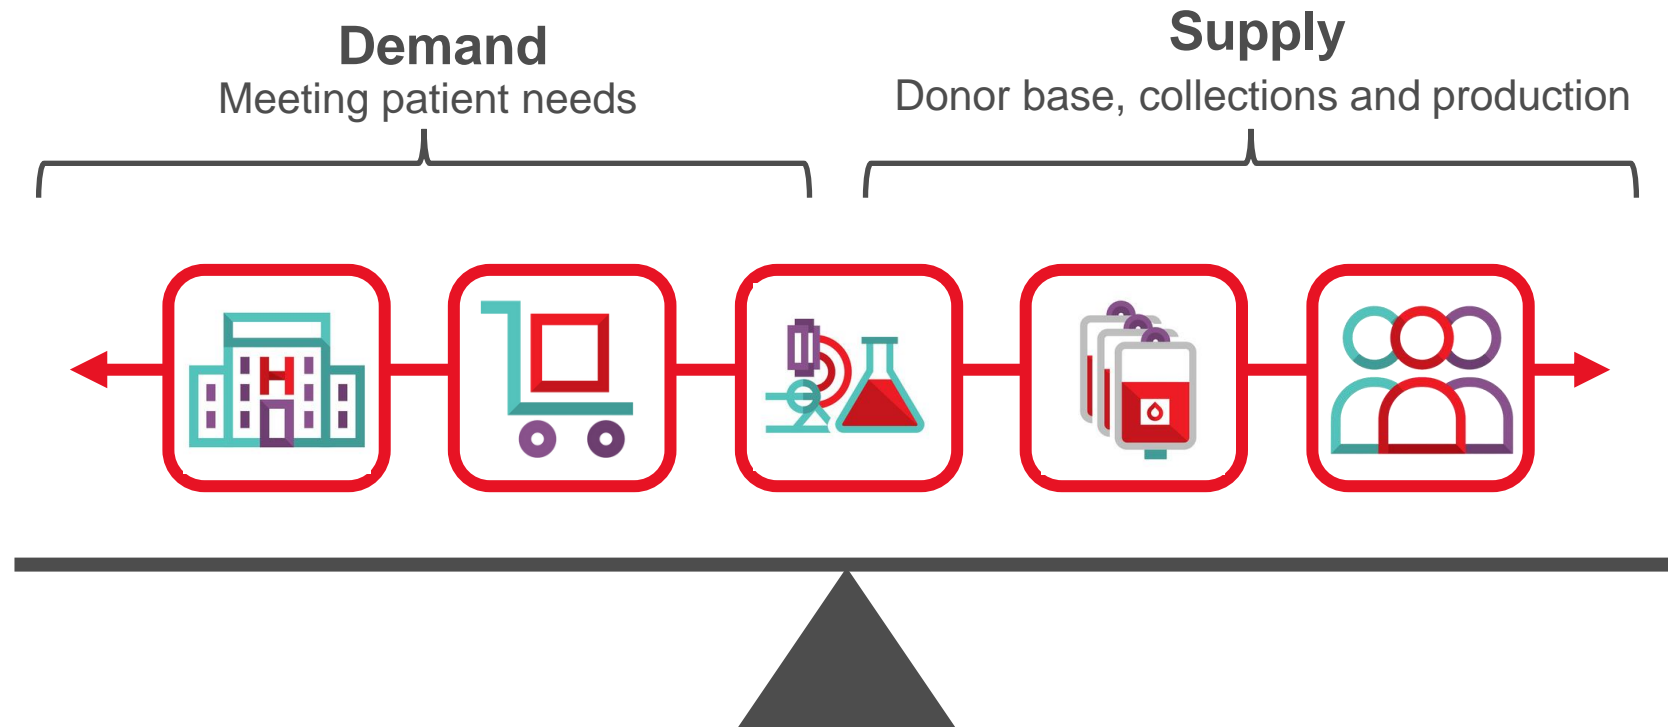 Demand
Meeting patient needs
Supply
Donor base, collections and production
H